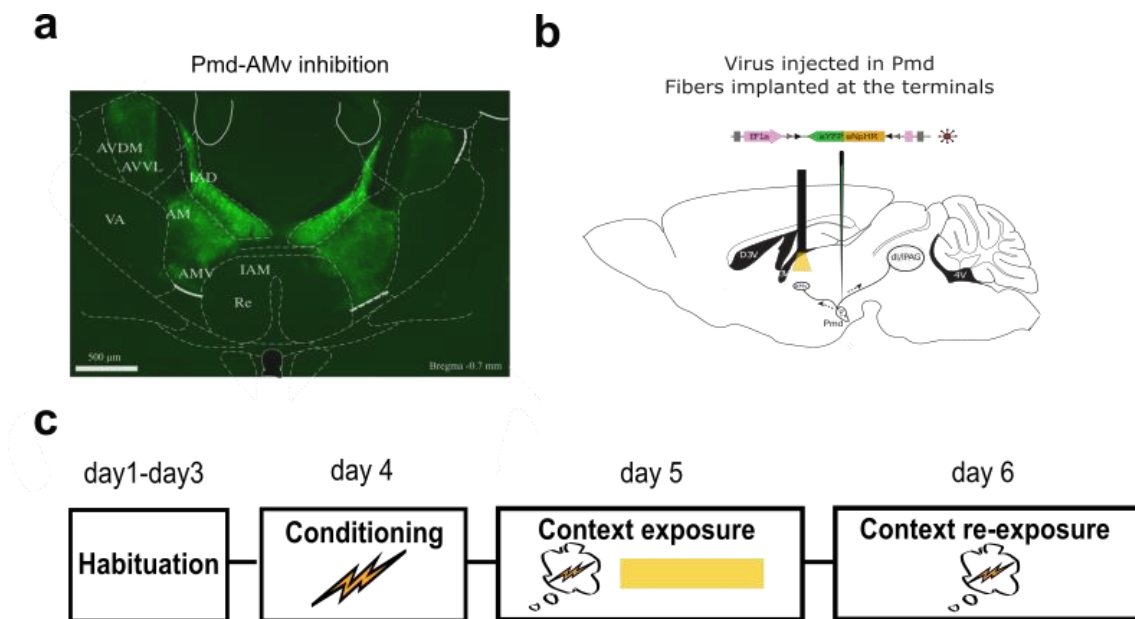 a
Pmd-AMv inhibition
AVDM
AVVL
IAD
VA
AM
AMV
IAM
Re
500 µm
Bregma -0.7 mm
b
Virus injected in Pmd
Fibers implanted at the terminals
EF1a
eYFP
eNpHR
D3V
dl/lPAG
4V
Pmd
c
day1-day3
day 4
day 5
day 6
Habituation
Conditioning
Context exposure
Context re-exposure